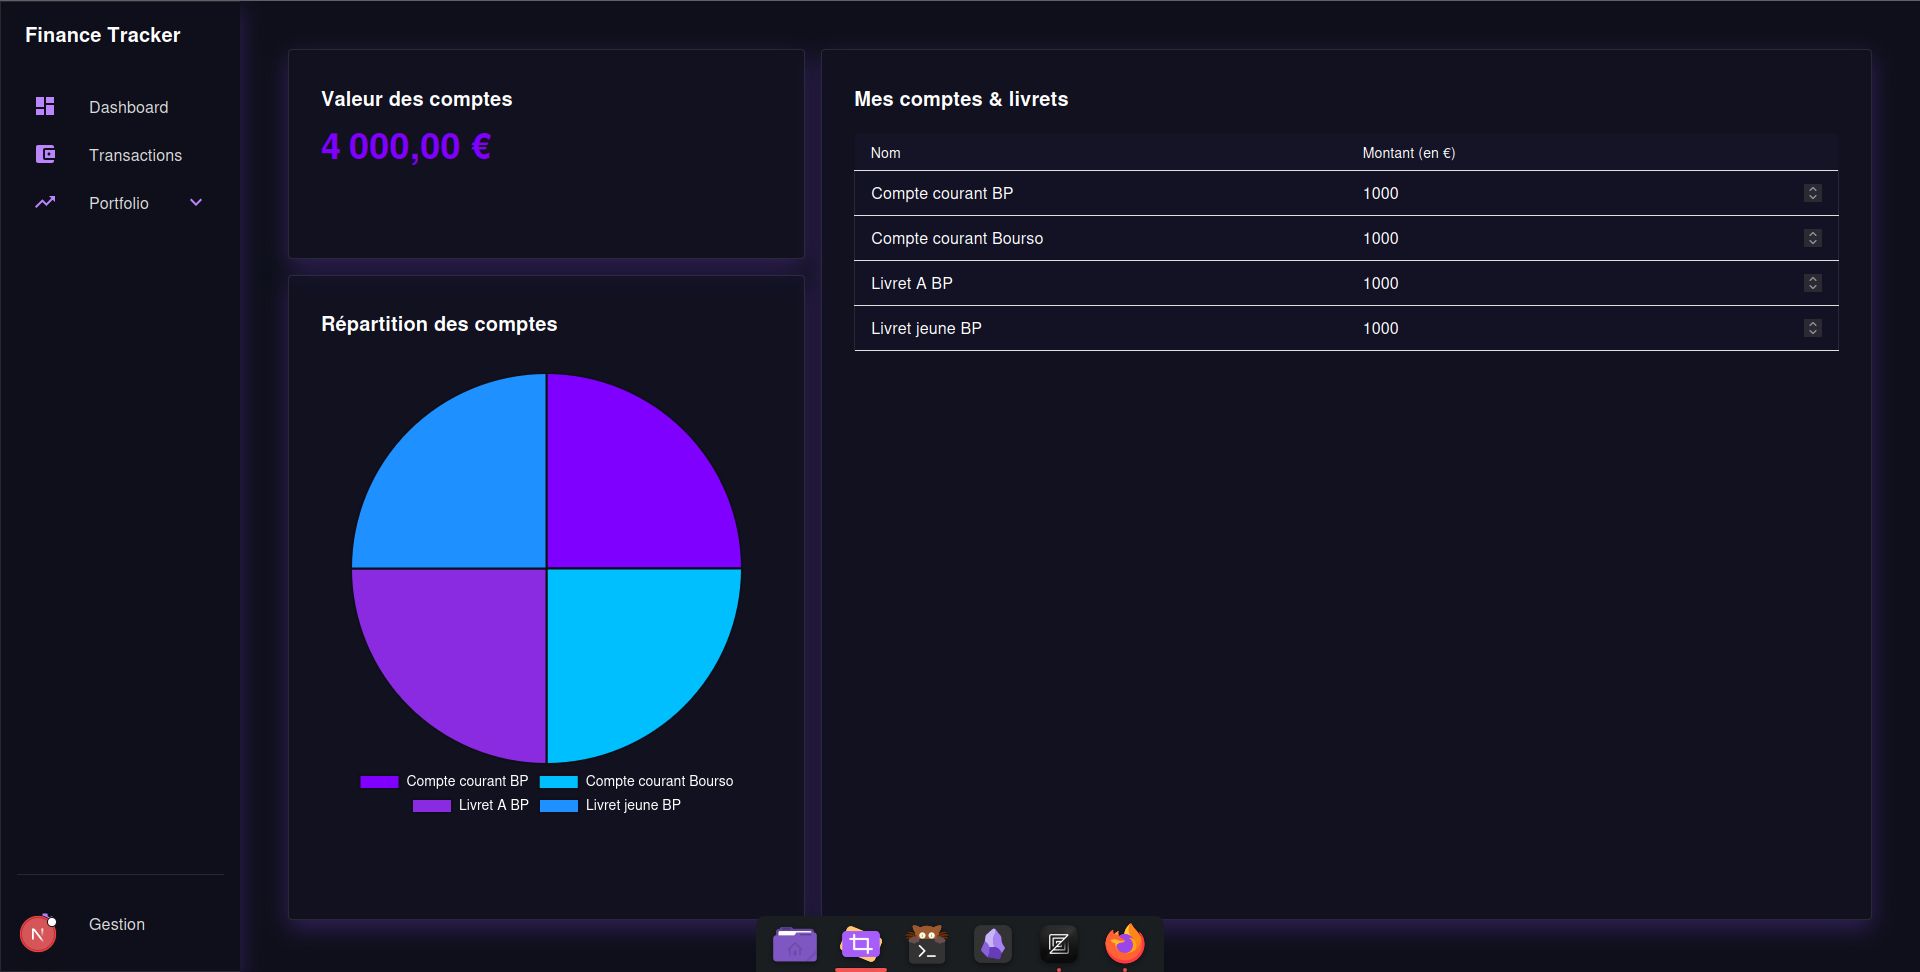 Finance Tracker
Dashboard
Transactions
Portfolio
Gestion
N
Valeur des comptes
4 000,00 €
Répartition des comptes
Compte courant BP
Compte courant Bourso
Livret A BP
Livret jeune BP
Mes comptes & livrets
Nom Montant (en €)
Compte courant BP 1000
Compte courant Bourso 1000
Livret A BP 1000
Livret jeune BP 1000